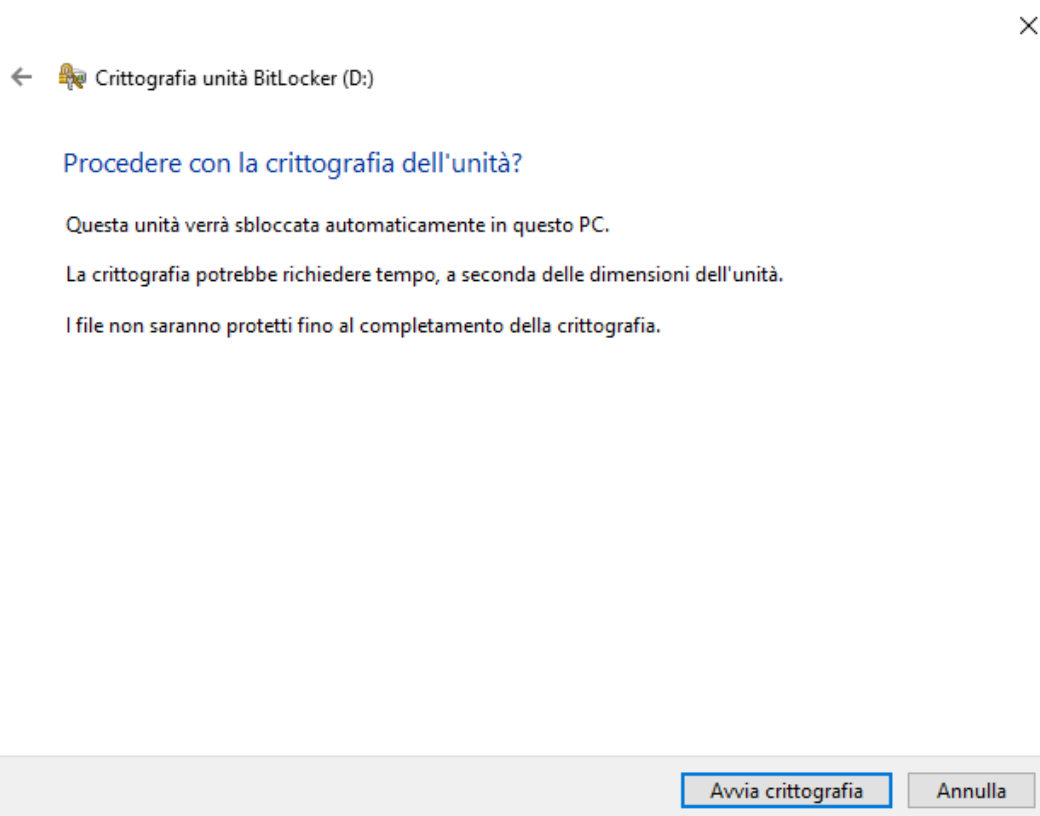 Crittografia unità BitLocker (D:)
Procedere con la crittografia dell'unità?
Questa unità verrà sbloccata automaticamente in questo PC.
La crittografia potrebbe richiedere tempo, a seconda delle dimensioni dell'unità.
I file non saranno protetti fino al completamento della crittografia.
Avvia crittografia Annulla